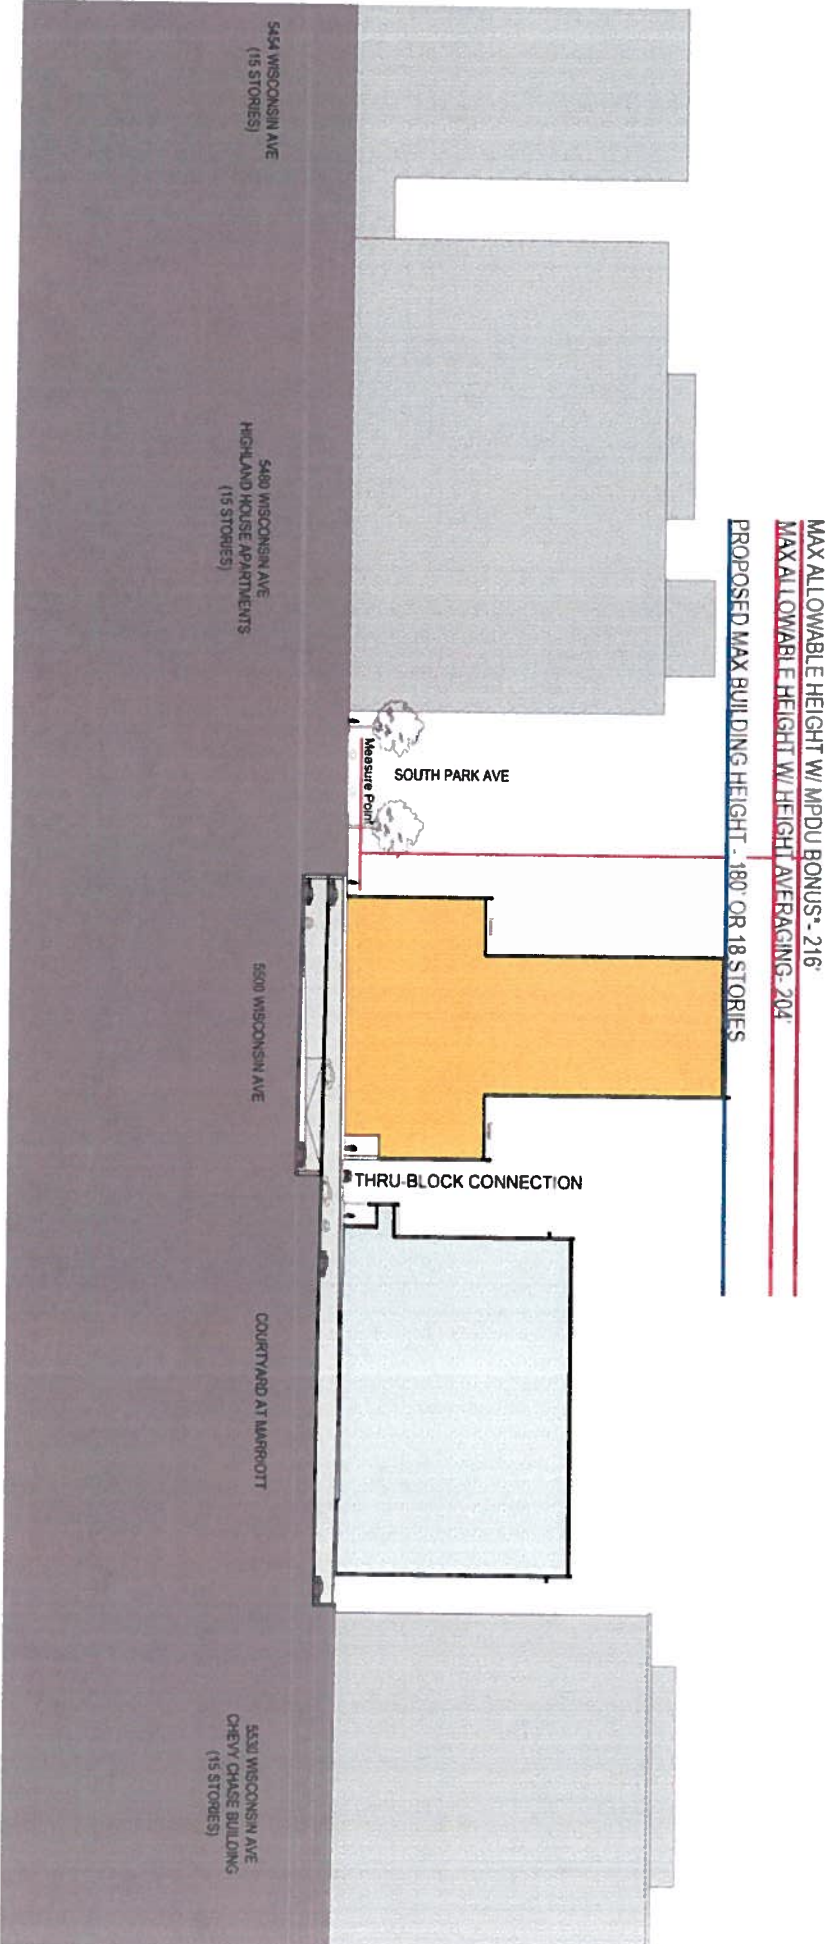 MAX ALLOWABLE HEIGHT W/ MPDU BONUS*- 216'
MAX ALLOWABLE HEIGHT W/ HEIGHT AVERAGING- 204'
PROPOSED MAX BUILDING HEIGHT - 180' OR 18 STORIES
SOUTH PARK AVE
Measure Point
THRU-BLOCK CONNECTION
5454 WISCONSIN AVE
(15 STORIES)
5480 WISCONSIN AVE
HIGHLAND HOUSE APARTMENTS
(15 STORIES)
5500 WISCONSIN AVE
COURTYARD AT MARRIOTT
5530 WISCONSIN AVE
CHEVY CHASE BUILDING
(15 STORIES)